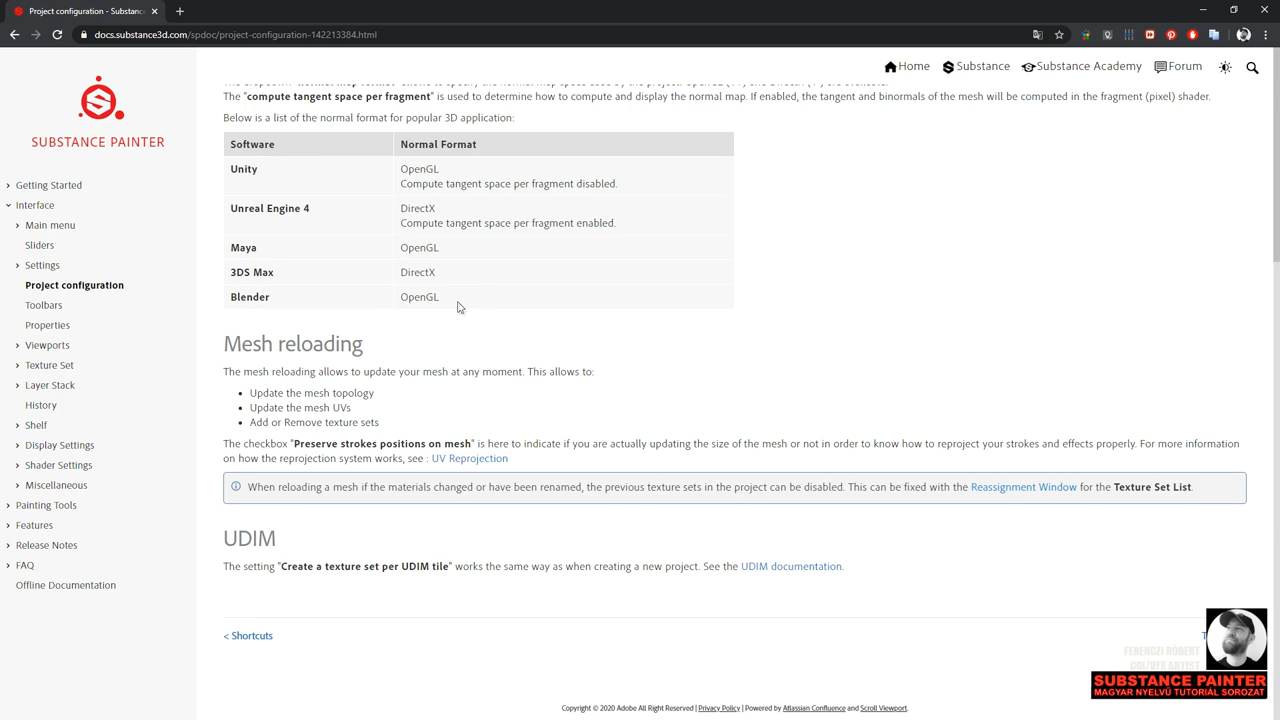 Project configuration - Substance
docs.substance3d.com/spdoc/project-configuration-142213384.html
Home
Substance
Substance Academy
Forum
SUBSTANCE PAINTER
Getting Started
Interface
Main menu
Sliders
Settings
Project configuration
Toolbars
Properties
Viewports
Texture Set
Layer Stack
History
Shelf
Display Settings
Shader Settings
Miscellaneous
Painting Tools
Features
Release Notes
FAQ
Offline Documentation
The "compute tangent space per fragment" is used to determine how to compute and display the normal map. If enabled, the tangent and binormals of the mesh will be computed in the fragment (pixel) shader.
Below is a list of the normal format for popular 3D application:
Software Normal Format
Unity OpenGL
Compute tangent space per fragment disabled.
Unreal Engine 4 DirectX
Compute tangent space per fragment enabled.
Maya OpenGL
3DS Max DirectX
Blender OpenGL
Mesh reloading
The mesh reloading allows to update your mesh at any moment. This allows to:
• Update the mesh topology
• Update the mesh UVs
• Add or Remove texture sets
The checkbox "Preserve strokes positions on mesh" is here to indicate if you are actually updating the size of the mesh or not in order to know how to reproject your strokes and effects properly. For more information
on how the reprojection system works, see : UV Reprojection
When reloading a mesh if the materials changed or have been renamed, the previous texture sets in the project can be disabled. This can be fixed with the Reassignment Window for the Texture Set List.
UDIM
The setting "Create a texture set per UDIM tile" works the same way as when creating a new project. See the UDIM documentation.
< Shortcuts
FERENCZI RÓBERT
CGI/VFX ARTIST
SUBSTANCE PAINTER
MAGYAR NYELVŰ TUTORIÁL SOROZAT
Copyright © 2020 Adobe All Right Reserved | Privacy Policy | Powered by Atlassian Confluence and Scroll Viewport.